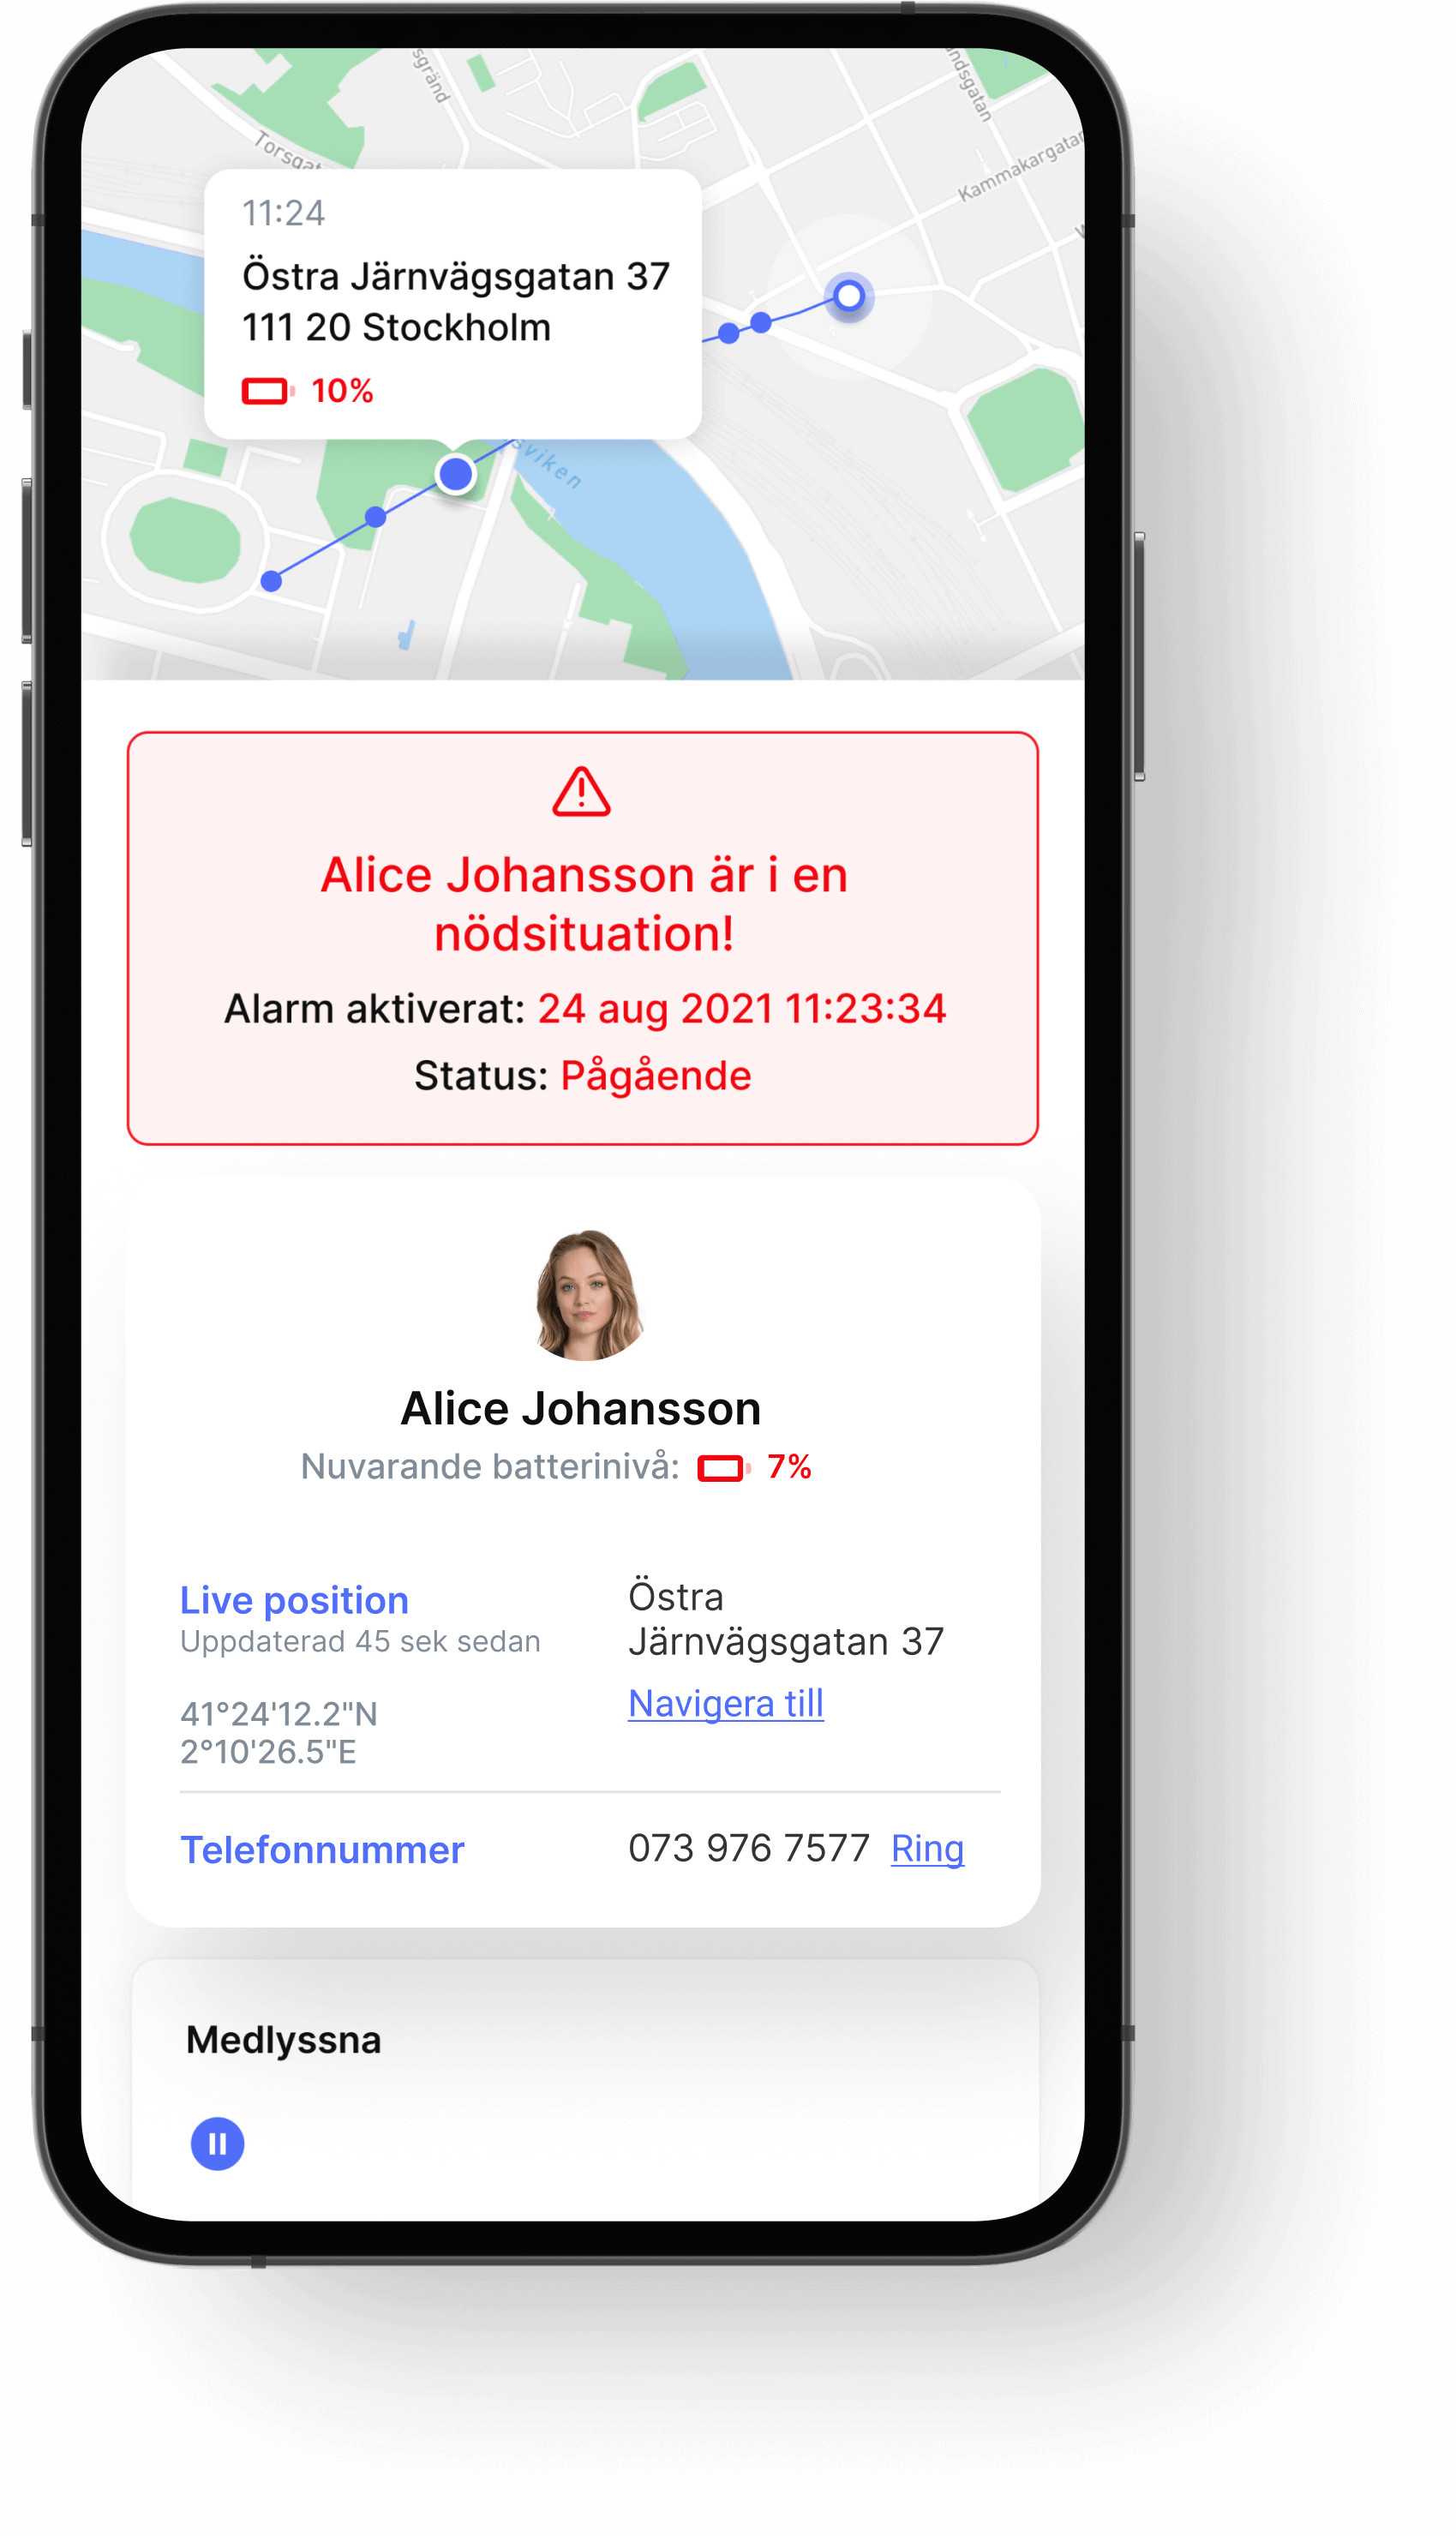 sgränd
ndsgatan
Torsgat
Kammakargatan
11:24
Östra Järnvägsgatan 37
111 20 Stockholm
10%
sviken
Alice Johansson är i en
nödsituation!
Alarm aktiverat: 24 aug 2021 11:23:34
Status: Pågående
Alice Johansson
Nuvarande batterinivå: 7%
Live position
Uppdaterad 45 sek sedan
Östra
Järnvägsgatan 37
41°24'12.2"N
2°10'26.5"E
Navigera till
Telefonnummer
073 976 7577 Ring
Medlyssna